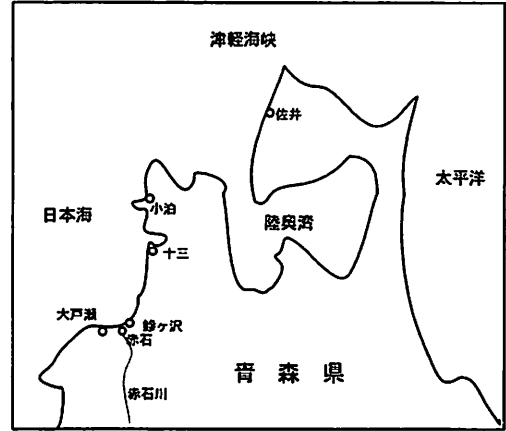 津軽海峡
佐井
太平洋
日本海
小泊
陸奥湾
十三
大戸瀬
鰺ヶ沢
赤石
青森県
赤石川